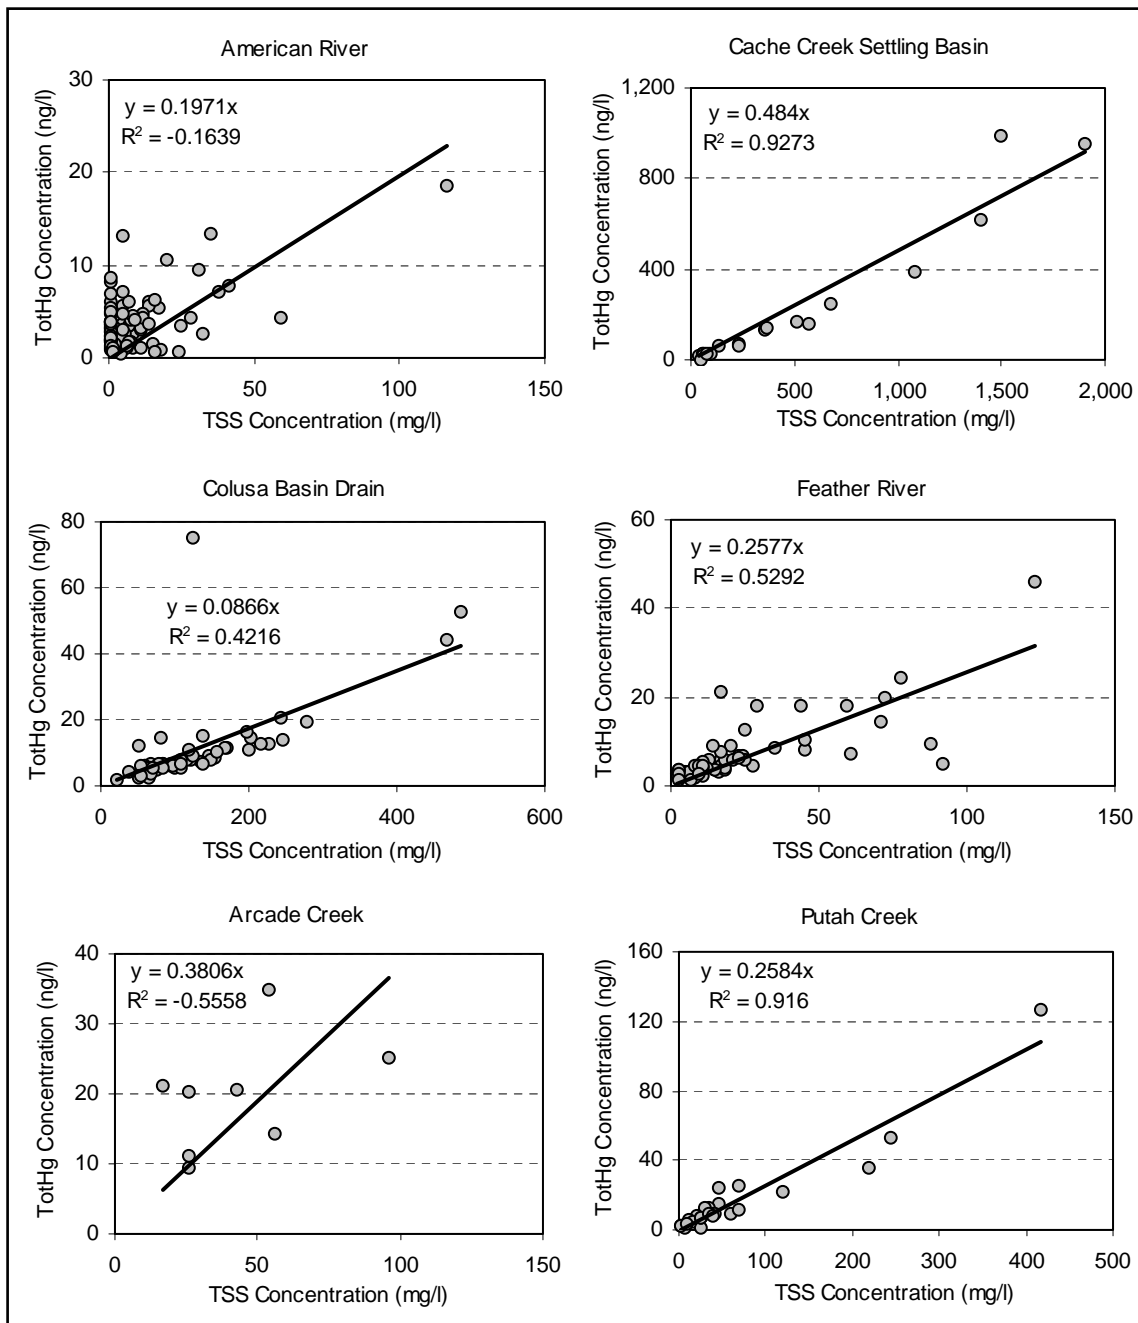 American River
30
20
10
0
0
50
100
150
y = 0.1971x
R² = -0.1639
TotHg Concentration (ng/l)
TSS Concentration (mg/l)
Cache Creek Settling Basin
1,200
800
400
0
0
500
1,000
1,500
2,000
y = 0.484x
R² = 0.9273
TotHg Concentration (ng/l)
TSS Concentration (mg/l)
Colusa Basin Drain
80
60
40
20
0
0
200
400
600
y = 0.0866x
R² = 0.4216
TotHg Concentration (ng/l)
TSS Concentration (mg/l)
Feather River
60
40
20
0
0
50
100
150
y = 0.2577x
R² = 0.5292
TotHg Concentration (ng/l)
TSS Concentration (mg/l)
Arcade Creek
40
30
20
10
0
0
50
100
150
y = 0.3806x
R² = -0.5558
TotHg Concentration (ng/l)
TSS Concentration (mg/l)
Putah Creek
160
120
80
40
0
0
100
200
300
400
500
y = 0.2584x
R² = 0.916
TotHg Concentration (ng/l)
TSS Concentration (mg/l)